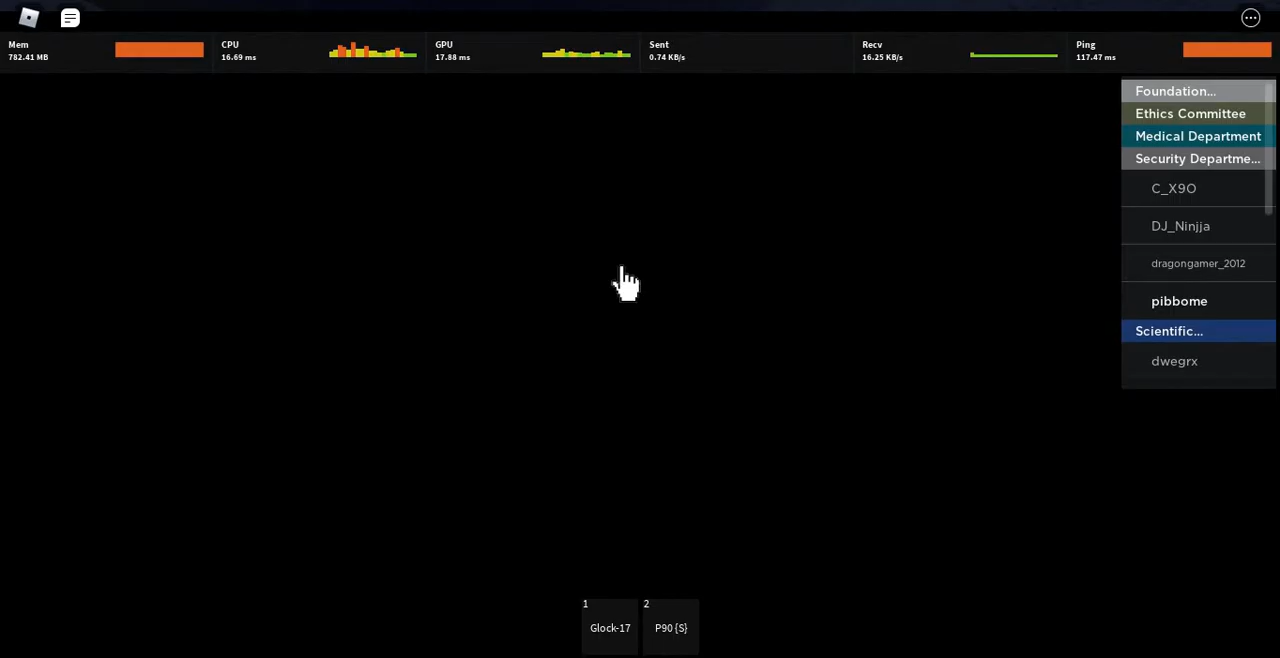 Mem
782.41 MB
CPU
16.69 ms
GPU
17.88 ms
Sent
0.74 KB/s
Recv
16.25 KB/s
Ping
117.47 ms
Foundation...
Ethics Committee
Medical Department
Security Departme...
C_X9O
DJ_Ninjja
dragongamer_2012
pibbome
Scientific...
dwegrx
1
Glock-17
2
P90 {S}